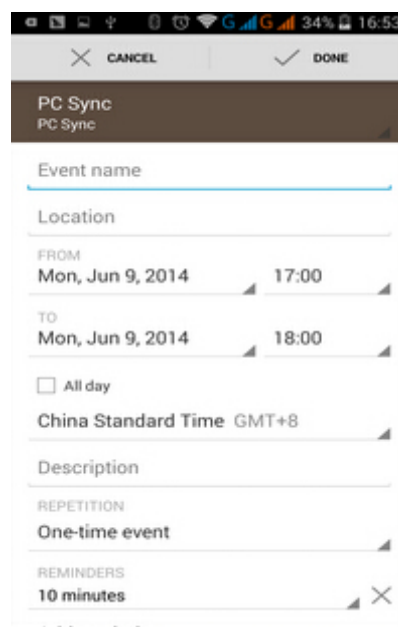 G G 34% 16:53
CANCEL DONE
PC Sync
PC Sync
Event name
Location
FROM
Mon, Jun 9, 2014 17:00
TO
Mon, Jun 9, 2014 18:00
All day
China Standard Time GMT+8
Description
REPETITION
One-time event
REMINDERS
10 minutes